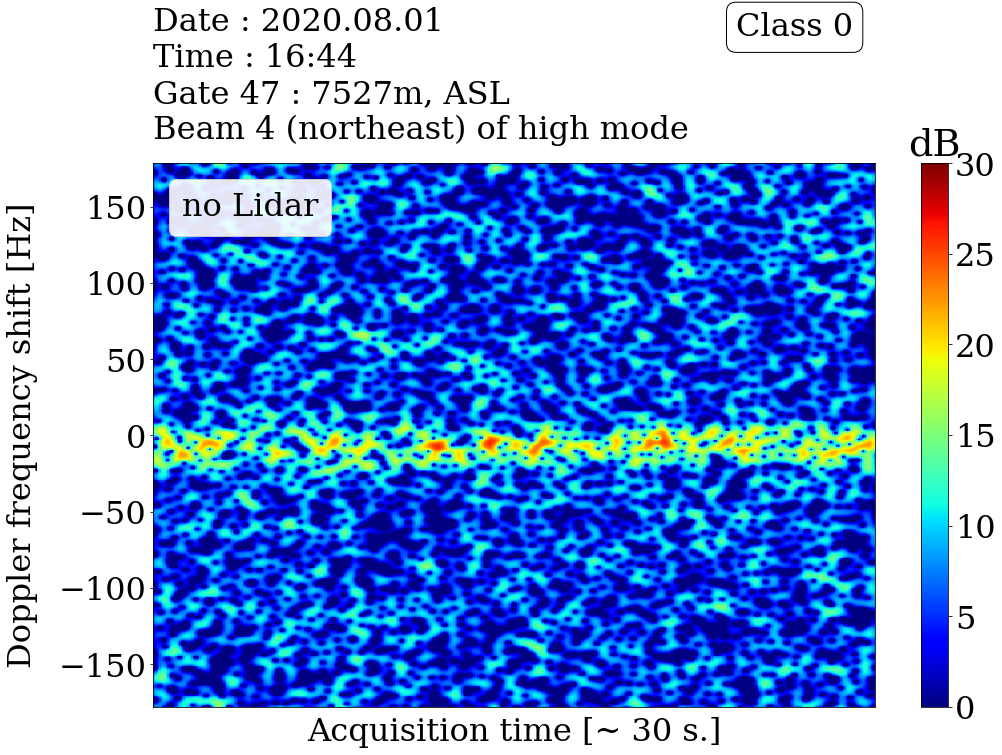 Date : 2020.08.01
Time : 16:44
Gate 47 : 7527m, ASL
Beam 4 (northeast) of high mode
Class 0
no Lidar
Doppler frequency shift [Hz]
150
100
50
0
−50
−100
−150
Acquisition time [~ 30 s.]
dB
30
25
20
15
10
5
0